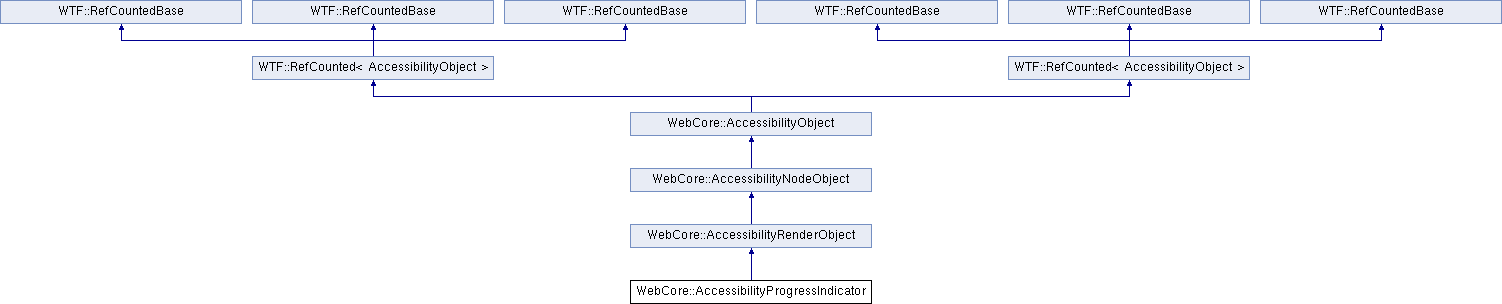 WTF::RefCountedBase
WTF::RefCountedBase
WTF::RefCountedBase
WTF::RefCountedBase
WTF::RefCountedBase
WTF::RefCountedBase
WTF::RefCounted< AccessibilityObject >
WTF::RefCounted< AccessibilityObject >
WebCore::AccessibilityObject
WebCore::AccessibilityNodeObject
WebCore::AccessibilityRenderObject
WebCore::AccessibilityProgressIndicator